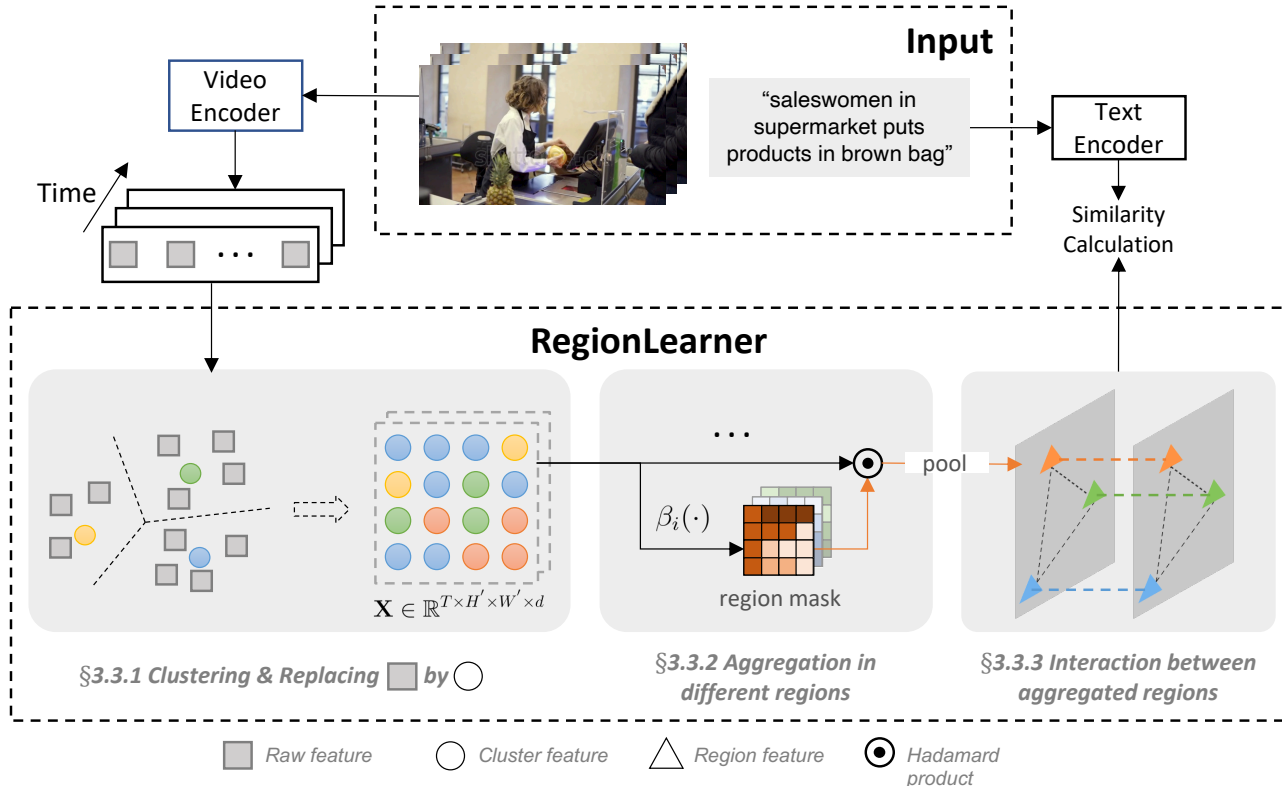 Input
Video
Encoder
“saleswomen in
supermarket puts
products in brown bag”
Text
Encoder
Time
Similarity
Calculation
RegionLearner
...
...
pool
β_i(·)
X ∈ ℝ^{T×H′×W′×d}
region mask
§3.3.1 Clustering & Replacing by
§3.3.2 Aggregation in
different regions
§3.3.3 Interaction between
aggregated regions
Raw feature
Cluster feature
Region feature
Hadamard
product